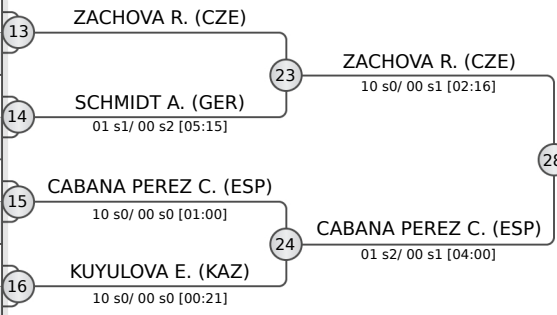 ZACHOVA R. (CZE)
13
23
ZACHOVA R. (CZE)
10 s0/ 00 s1 [02:16]
SCHMIDT A. (GER)
14
01 s1/ 00 s2 [05:15]
28
CABANA PEREZ C. (ESP)
15
10 s0/ 00 s0 [01:00]
24
CABANA PEREZ C. (ESP)
01 s2/ 00 s1 [04:00]
KUYULOVA E. (KAZ)
16
10 s0/ 00 s0 [00:21]